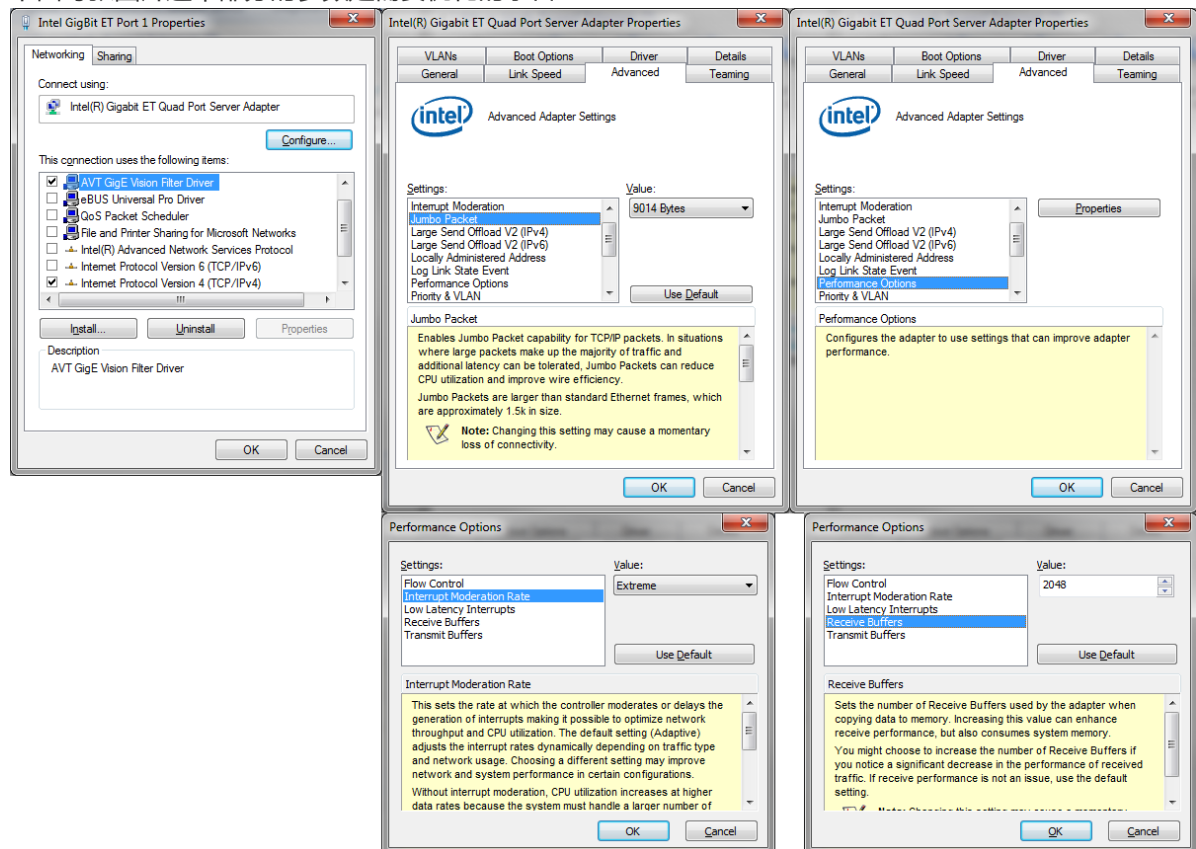 Intel GigBit ET Port 1 Properties
Networking
Sharing
Connect using:
Intel(R) Gigabit ET Quad Port Server Adapter
Configure...
This connection uses the following items:
AVT GigE Vision Filter Driver
eBUS Universal Pro Driver
QoS Packet Scheduler
File and Printer Sharing for Microsoft Networks
Intel(R) Advanced Network Services Protocol
Internet Protocol Version 6 (TCP/IPv6)
Internet Protocol Version 4 (TCP/IPv4)
Install...
Uninstall
Properties
Description
AVT GigE Vision Filter Driver
OK
Cancel
Intel(R) Gigabit ET Quad Port Server Adapter Properties
VLANs
Boot Options
Driver
Details
General
Link Speed
Advanced
Teaming
intel
Advanced Adapter Settings
Settings:
Interrupt Moderation
Jumbo Packet
Large Send Offload V2 (IPv4)
Large Send Offload V2 (IPv6)
Locally Administered Address
Log Link State Event
Performance Options
Priority & VLAN
Value:
9014 Bytes
Use Default
Jumbo Packet
Enables Jumbo Packet capability for TCP/IP packets. In situations
where large packets make up the majority of traffic and
additional latency can be tolerated, Jumbo Packets can reduce
CPU utilization and improve wire efficiency.
Jumbo Packets are larger than standard Ethernet frames, which
are approximately 1.5k in size.
Note: Changing this setting may cause a momentary
loss of connectivity.
OK
Cancel
Intel(R) Gigabit ET Quad Port Server Adapter Properties
VLANs
Boot Options
Driver
Details
General
Link Speed
Advanced
Teaming
intel
Advanced Adapter Settings
Settings:
Interrupt Moderation
Jumbo Packet
Large Send Offload V2 (IPv4)
Large Send Offload V2 (IPv6)
Locally Administered Address
Log Link State Event
Performance Options
Priority & VLAN
Properties
Performance Options
Configures the adapter to use settings that can improve adapter
performance.
OK
Cancel
Performance Options
Settings:
Flow Control
Interrupt Moderation Rate
Low Latency Interrupts
Receive Buffers
Transmit Buffers
Value:
Extreme
Use Default
Interrupt Moderation Rate
This sets the rate at which the controller moderates or delays the
generation of interrupts making it possible to optimize network
throughput and CPU utilization. The default setting (Adaptive)
adjusts the interrupt rates dynamically depending on traffic type
and network usage. Choosing a different setting may improve
network and system performance in certain configurations.
Without interrupt moderation, CPU utilization increases at higher
data rates because the system must handle a larger number of
OK
Cancel
Performance Options
Settings:
Flow Control
Interrupt Moderation Rate
Low Latency Interrupts
Receive Buffers
Transmit Buffers
Value:
2048
Use Default
Receive Buffers
Sets the number of Receive Buffers used by the adapter when
copying data to memory. Increasing this value can enhance
receive performance, but also consumes system memory.
You might choose to increase the number of Receive Buffers if
you notice a significant decrease in the performance of received
traffic. If receive performance is not an issue, use the default
setting.
OK
Cancel